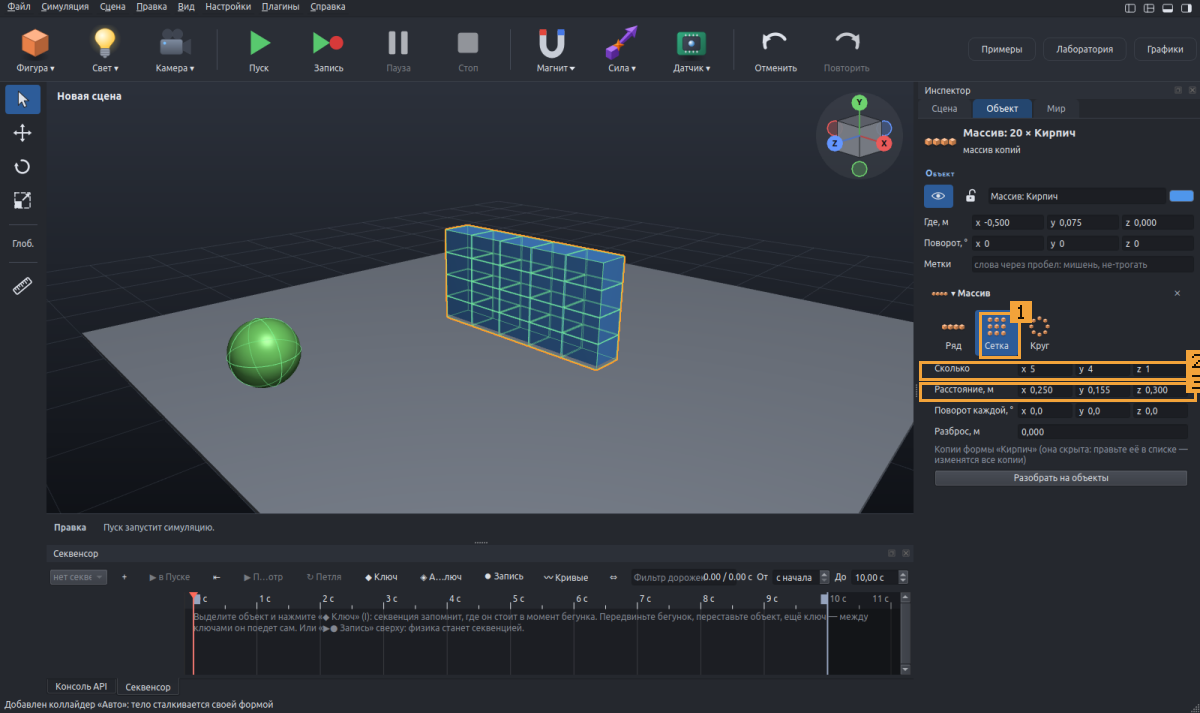 Файл Симуляция Сцена Правка Вид Настройки Плагины Справка
Фигура ▾ Свет ▾ Камера ▾ Пуск Запись Пауза Стоп Магнит ▾ Сила ▾ Датчик ▾ Отменить Повторить Примеры Лаборатория Графики
Новая сцена
Глоб.
Y
Z X
Инспектор
Сцена Объект Мир
Массив: 20 × Кирпич
массив копий
Объект
Массив: Кирпич
Где, м x -0,500 y 0,075 z 0,000
Поворот, ° x 0 y 0 z 0
Метки слова через пробел: мишень, не-трогать
▾ Массив ×
1
Ряд Сетка Круг
Сколько x 5 y 4 z 1
Расстояние, м x 0,250 y 0,155 z 0,300
Поворот каждой, ° x 0,0 y 0,0 z 0,0
Разброс, м 0,000
Копии формы «Кирпич» (она скрыта: правьте её в списке —
изменятся все копии)
Разобрать на объекты
Правка Пуск запустит симуляцию.
Секвенсор
нет секв + ▶ в Пуске ▶ П…отр ↻ Петля ◆ Ключ ◈ А…люч ● Запись Кривые Фильтр дорожек 0.00 / 0.00 с От с начала До 10,00 с
с 1 с 2 с 3 с 4 с 5 с 6 с 7 с 8 с 9 с 10 с 11 с
Выделите объект и нажмите «◆ Ключ» (I): секвенция запомнит, где он стоит в момент бегунка. Передвиньте бегунок, переставьте объект, ещё ключ — между
ключами он поедет сам. Или «▶● Запись» сверху: физика станет секвенцией.
Консоль API Секвенсор
Добавлен коллайдер «Авто»: тело сталкивается своей формой